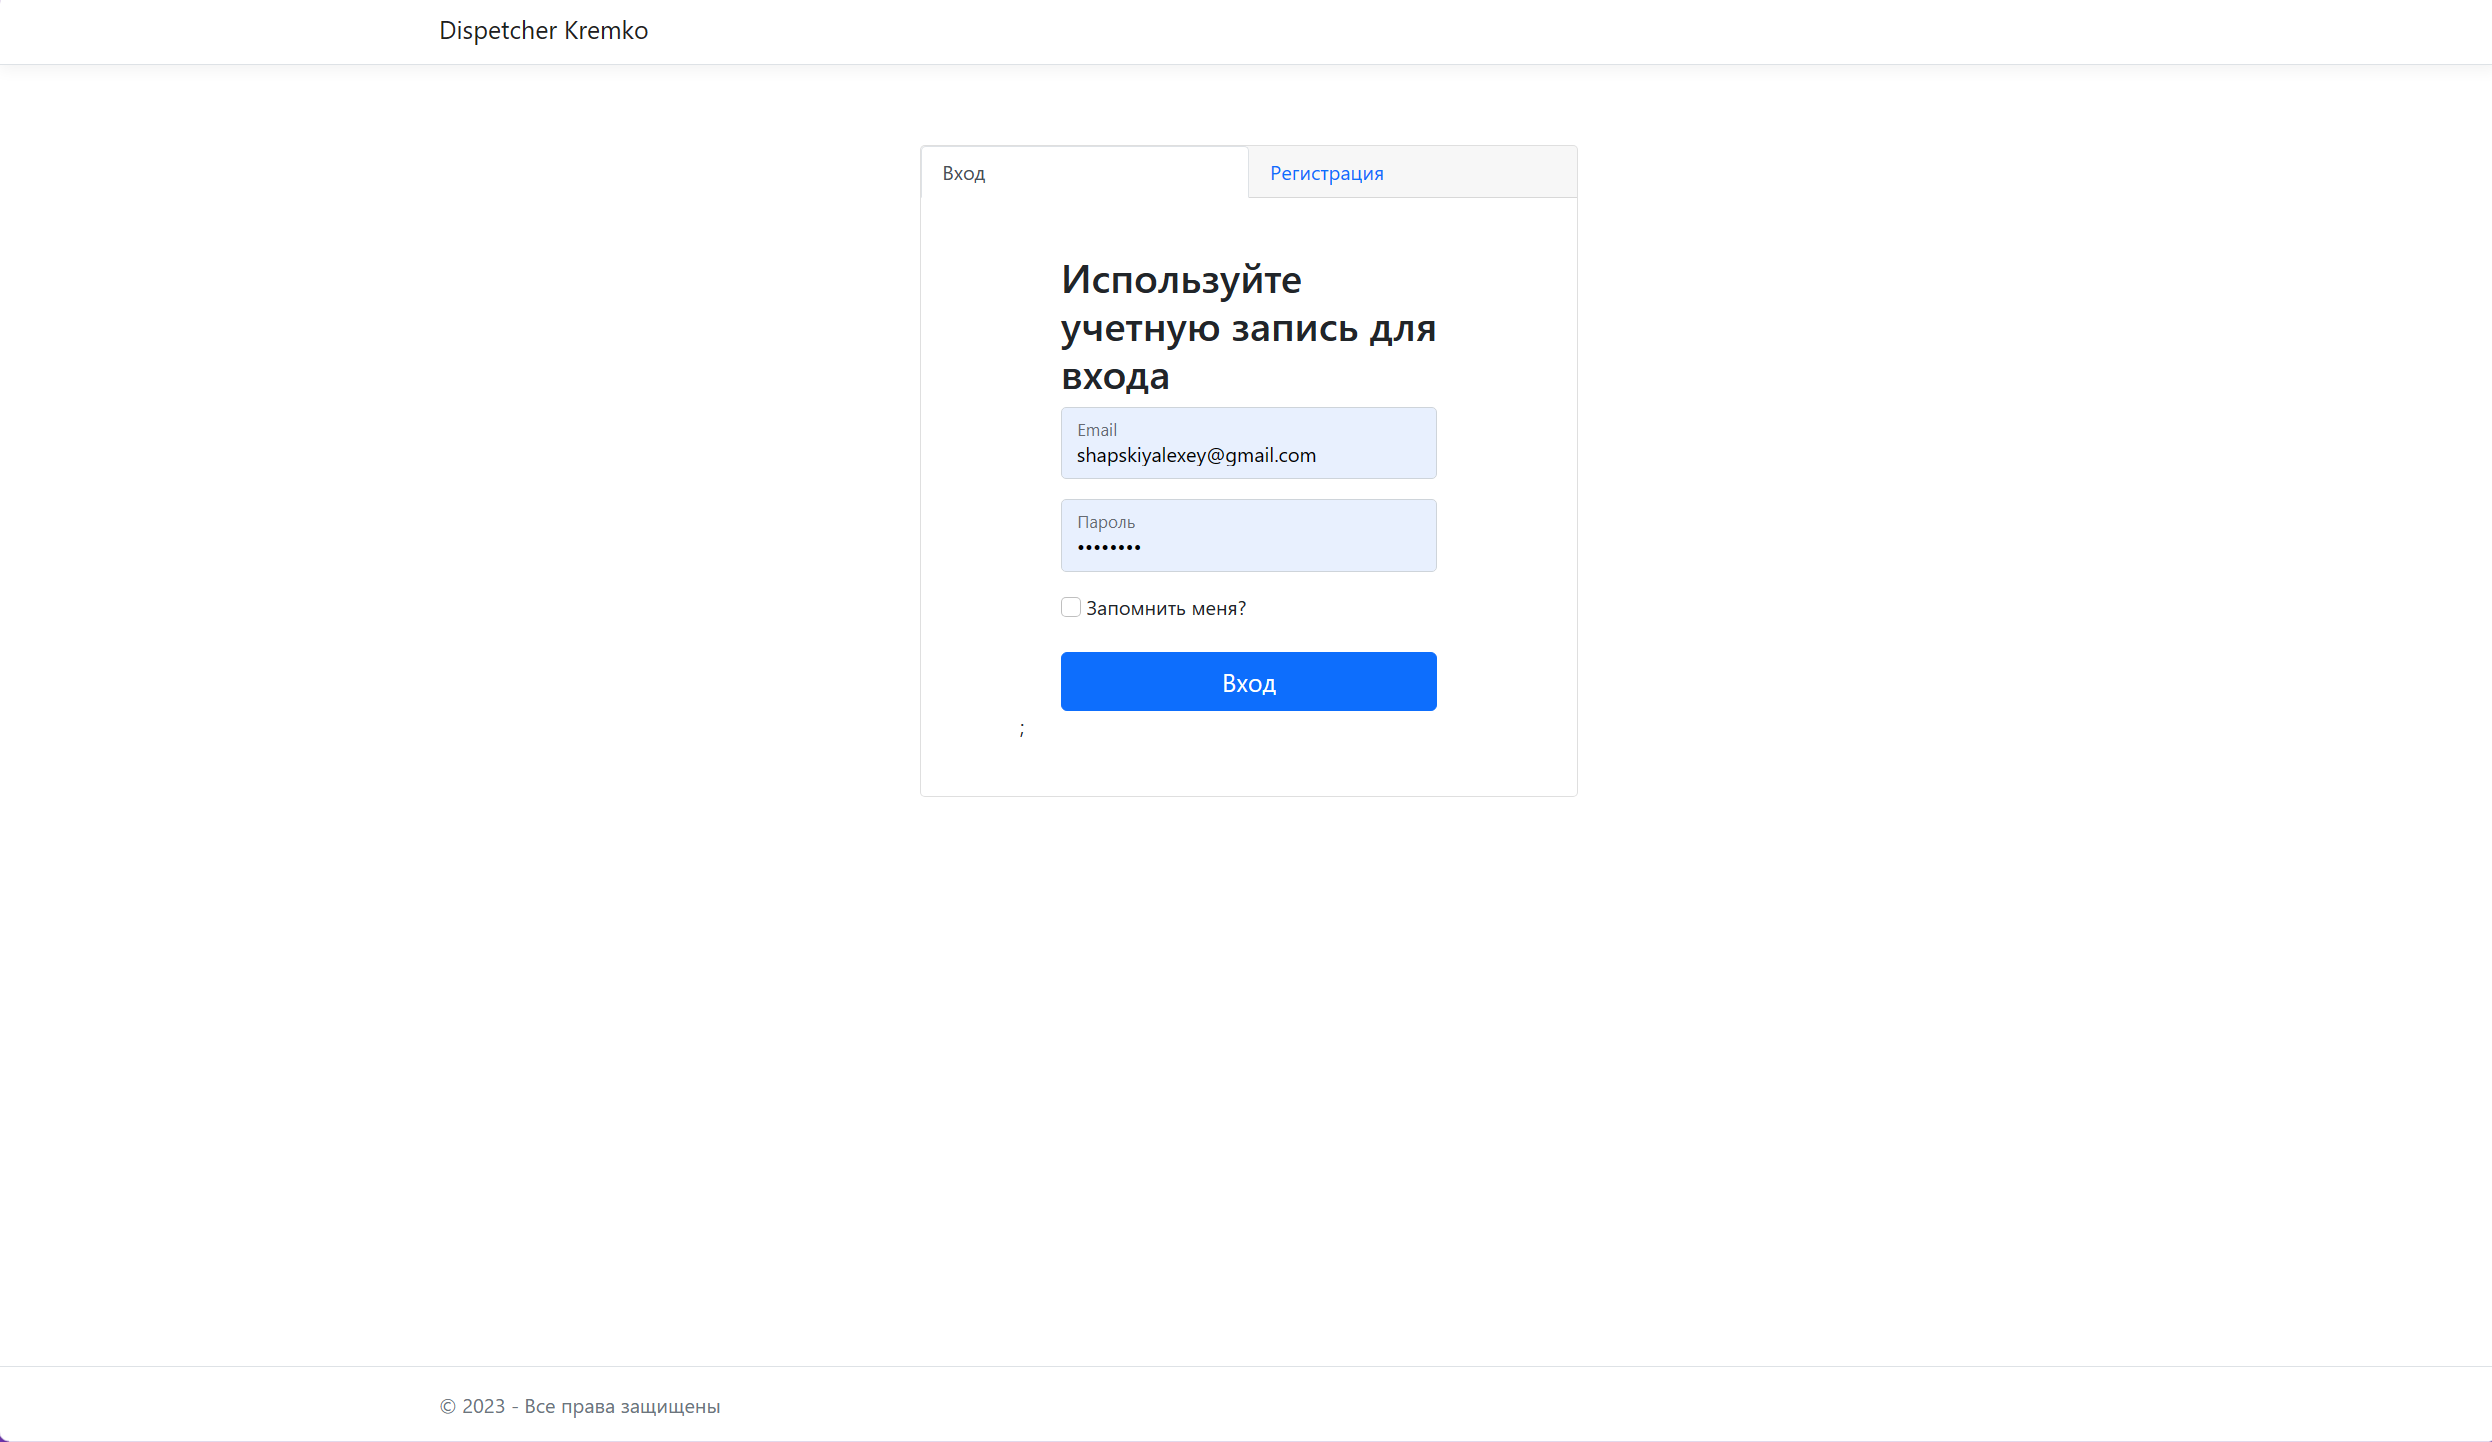 Dispetcher Kremko
Вход
Регистрация
Используйте
учетную запись для
входа
Email
shapskiyalexey@gmail.com
Пароль
••••••••
Запомнить меня?
Вход
;
© 2023 - Все права защищены